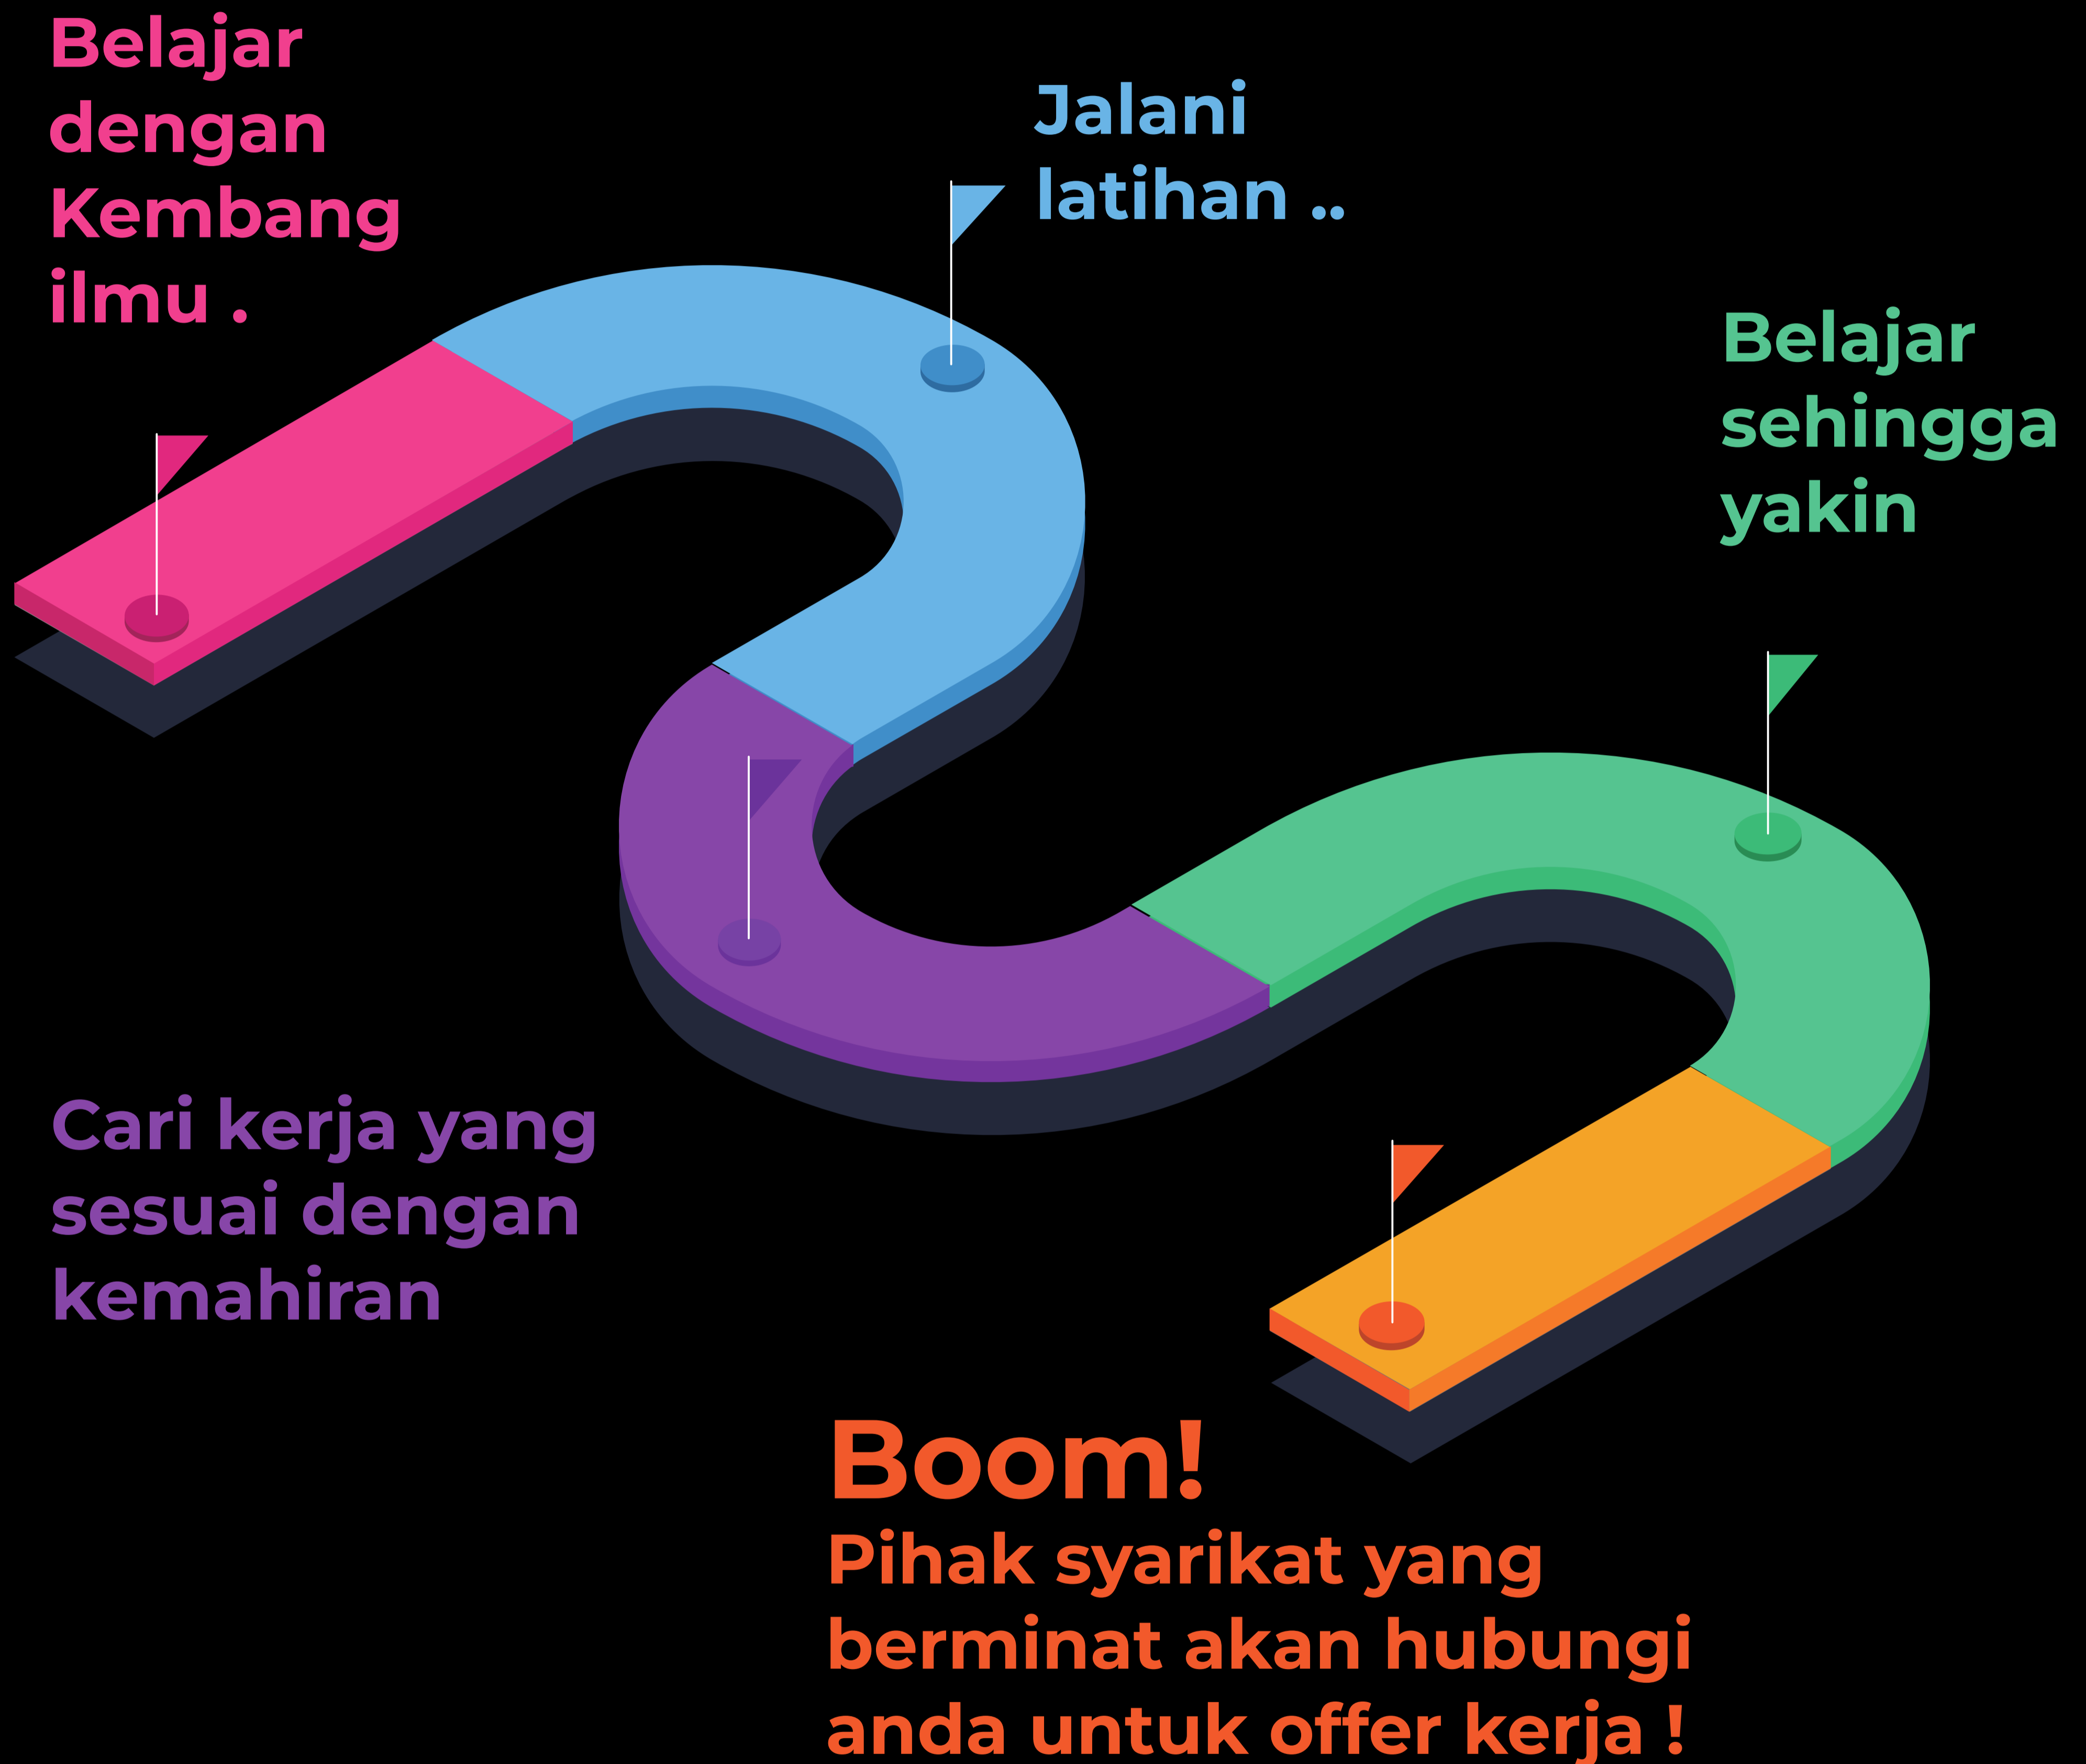 Belajar
dengan
Kembang
ilmu .
Jalani
latihan ..
Belajar
sehingga
yakin
Cari kerja yang
sesuai dengan
kemahiran
Boom!
Pihak syarikat yang
berminat akan hubungi
anda untuk offer kerja !